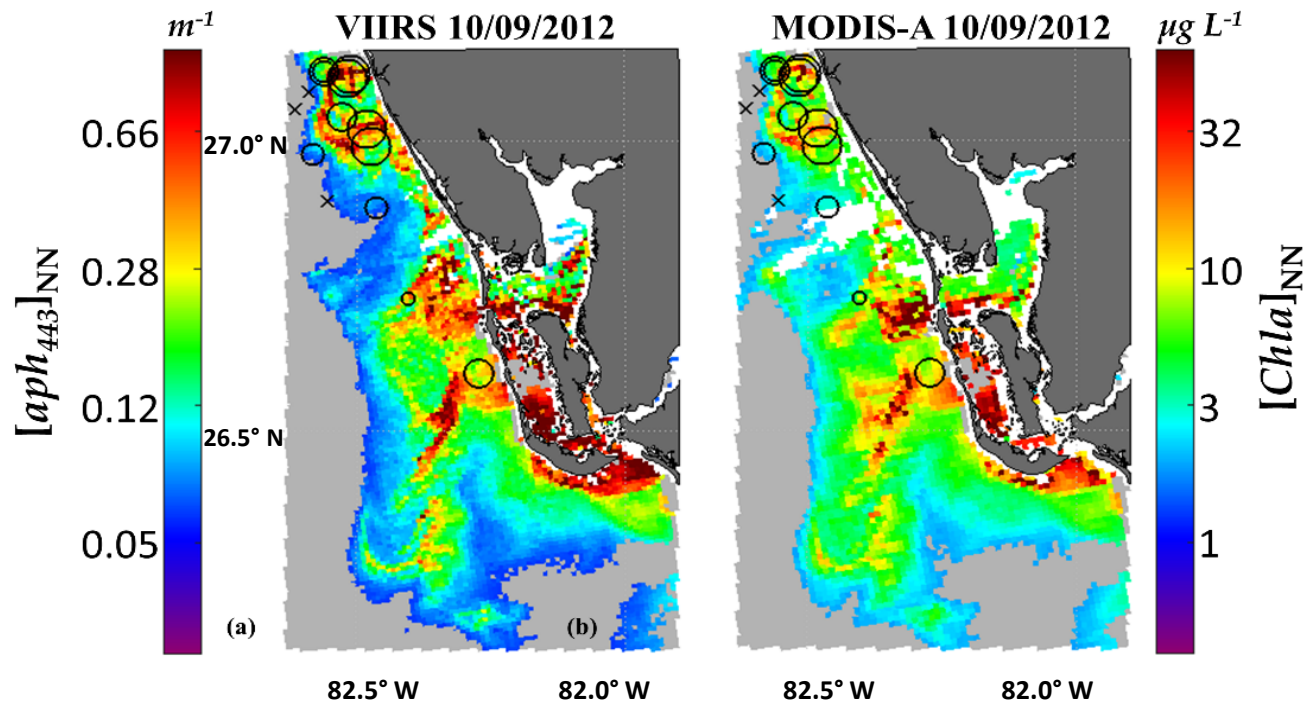 m⁻¹
VIIRS 10/09/2012
MODIS-A 10/09/2012
µg L⁻¹
0.66
0.28
0.12
0.05
[aph₄₄₃]NN
27.0° N
26.5° N
(a)
(b)
32
10
3
1
[Chla]NN
82.5° W
82.0° W
82.5° W
82.0° W